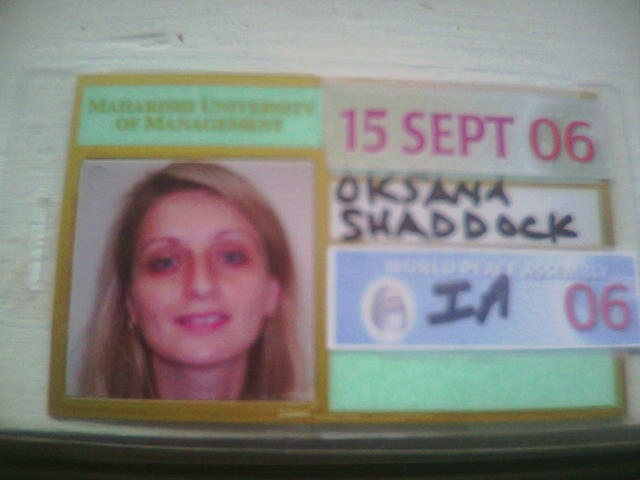 MAHARISHI UNIVERSITY
OF MANAGEMENT
15 SEPT 06
OKSANA
SHADDOCK
WORLD PEACE ASSEMBLY
IA 06